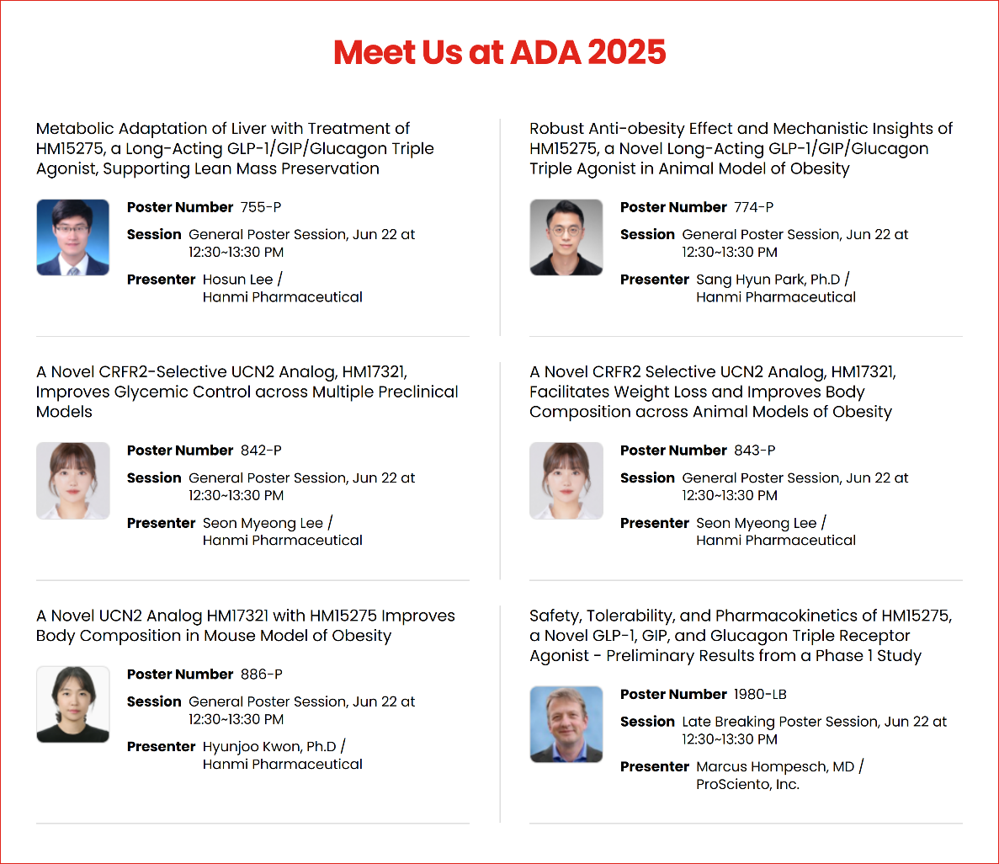 Meet Us at ADA 2025
Metabolic Adaptation of Liver with Treatment of
HM15275, a Long-Acting GLP-1/GIP/Glucagon Triple
Agonist, Supporting Lean Mass Preservation
Poster Number 755-P
Session General Poster Session, Jun 22 at
12:30~13:30 PM
Presenter Hosun Lee /
Hanmi Pharmaceutical
Robust Anti-obesity Effect and Mechanistic Insights of
HM15275, a Novel Long-Acting GLP-1/GIP/Glucagon
Triple Agonist in Animal Model of Obesity
Poster Number 774-P
Session General Poster Session, Jun 22 at
12:30~13:30 PM
Presenter Sang Hyun Park, Ph.D /
Hanmi Pharmaceutical
A Novel CRFR2-Selective UCN2 Analog, HM17321,
Improves Glycemic Control across Multiple Preclinical
Models
Poster Number 842-P
Session General Poster Session, Jun 22 at
12:30~13:30 PM
Presenter Seon Myeong Lee /
Hanmi Pharmaceutical
A Novel CRFR2 Selective UCN2 Analog, HM17321,
Facilitates Weight Loss and Improves Body
Composition across Animal Models of Obesity
Poster Number 843-P
Session General Poster Session, Jun 22 at
12:30~13:30 PM
Presenter Seon Myeong Lee /
Hanmi Pharmaceutical
A Novel UCN2 Analog HM17321 with HM15275 Improves
Body Composition in Mouse Model of Obesity
Poster Number 886-P
Session General Poster Session, Jun 22 at
12:30~13:30 PM
Presenter Hyunjoo Kwon, Ph.D /
Hanmi Pharmaceutical
Safety, Tolerability, and Pharmacokinetics of HM15275,
a Novel GLP-1, GIP, and Glucagon Triple Receptor
Agonist - Preliminary Results from a Phase 1 Study
Poster Number 1980-LB
Session Late Breaking Poster Session, Jun 22 at
12:30~13:30 PM
Presenter Marcus Hompesch, MD /
ProSciento, Inc.